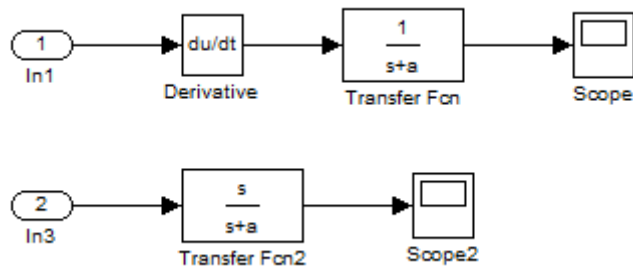 1
In1
du/dt
Derivative
1
s+a
Transfer Fcn
Scope
2
In3
s
s+a
Transfer Fcn2
Scope2